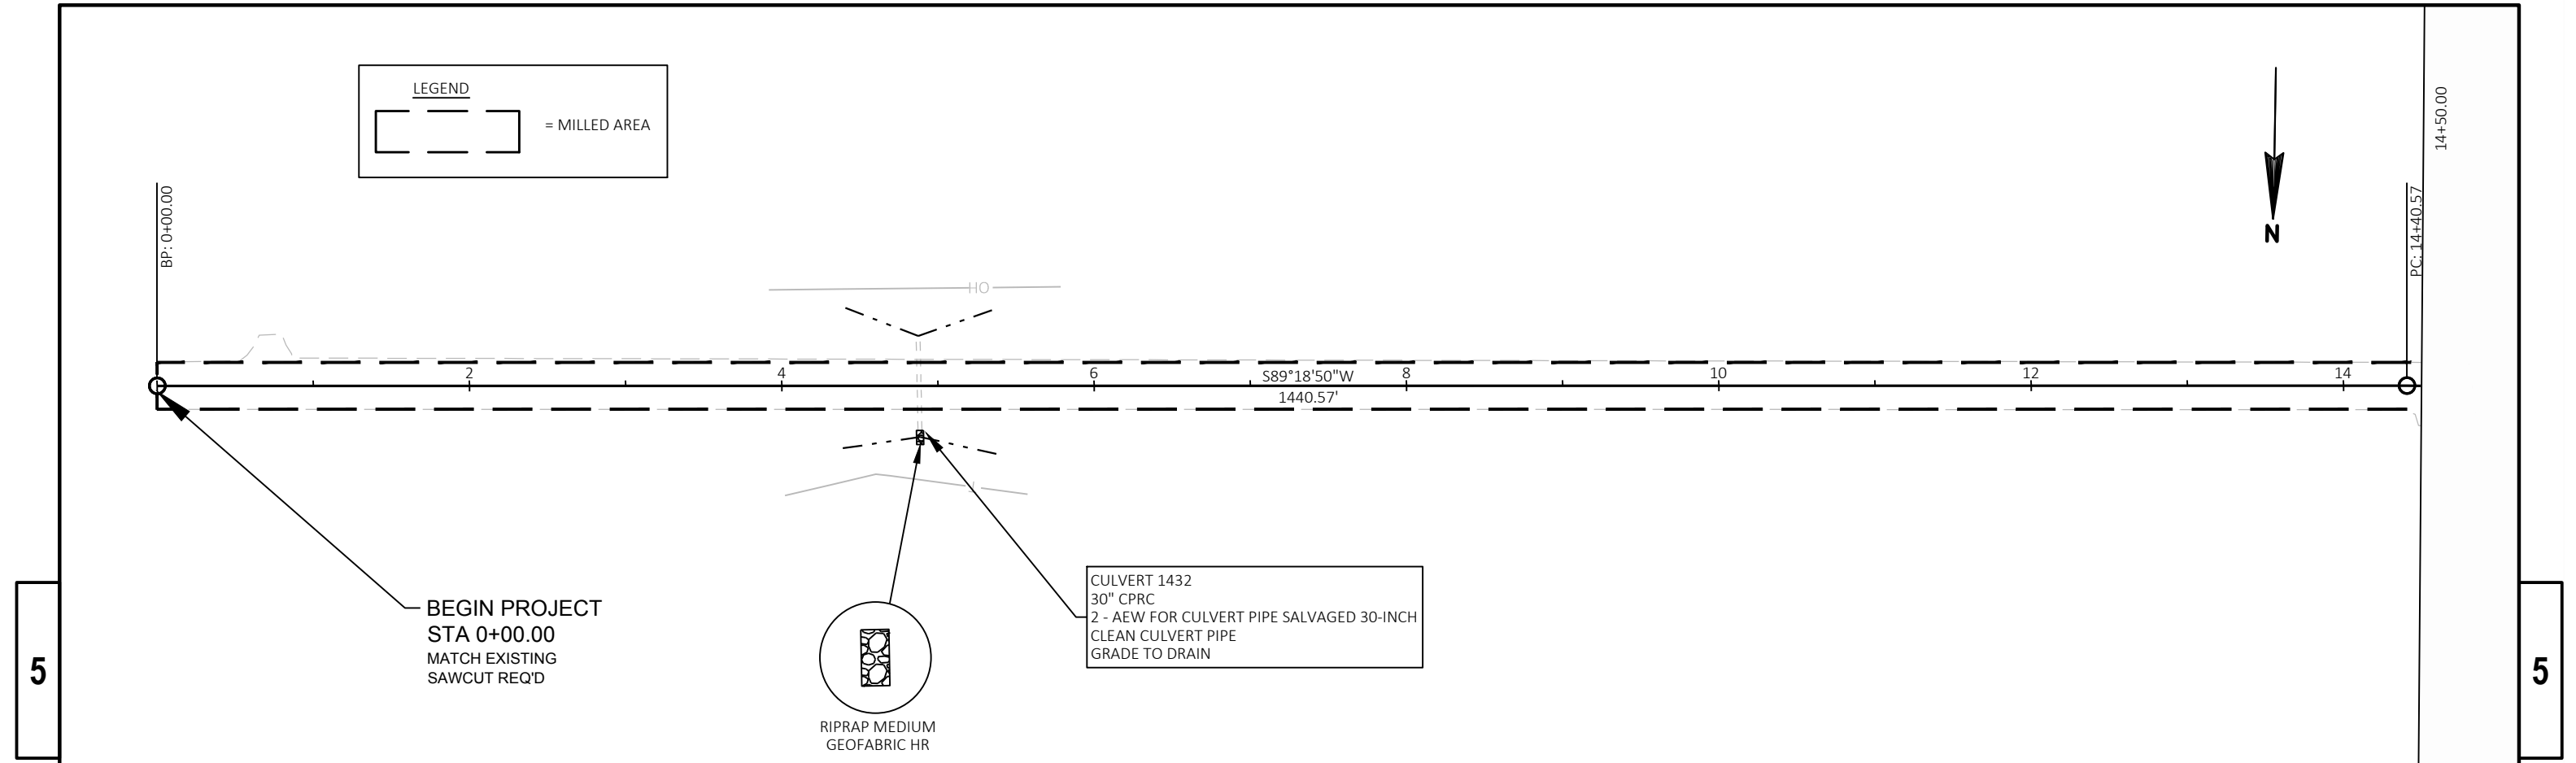 LEGEND
= MILLED AREA
14+50.00
BP: 0+00.00
PC: 14+40.57
N
OH
2
4
6
8
10
12
14
S89°18'50"W
1440.57'
BEGIN PROJECT
STA 0+00.00
MATCH EXISTING
SAWCUT REQ'D
CULVERT 1432
30" CPRC
2 - AEW FOR CULVERT PIPE SALVAGED 30-INCH
CLEAN CULVERT PIPE
GRADE TO DRAIN
RIPRAP MEDIUM
GEOFABRIC HR
5
5